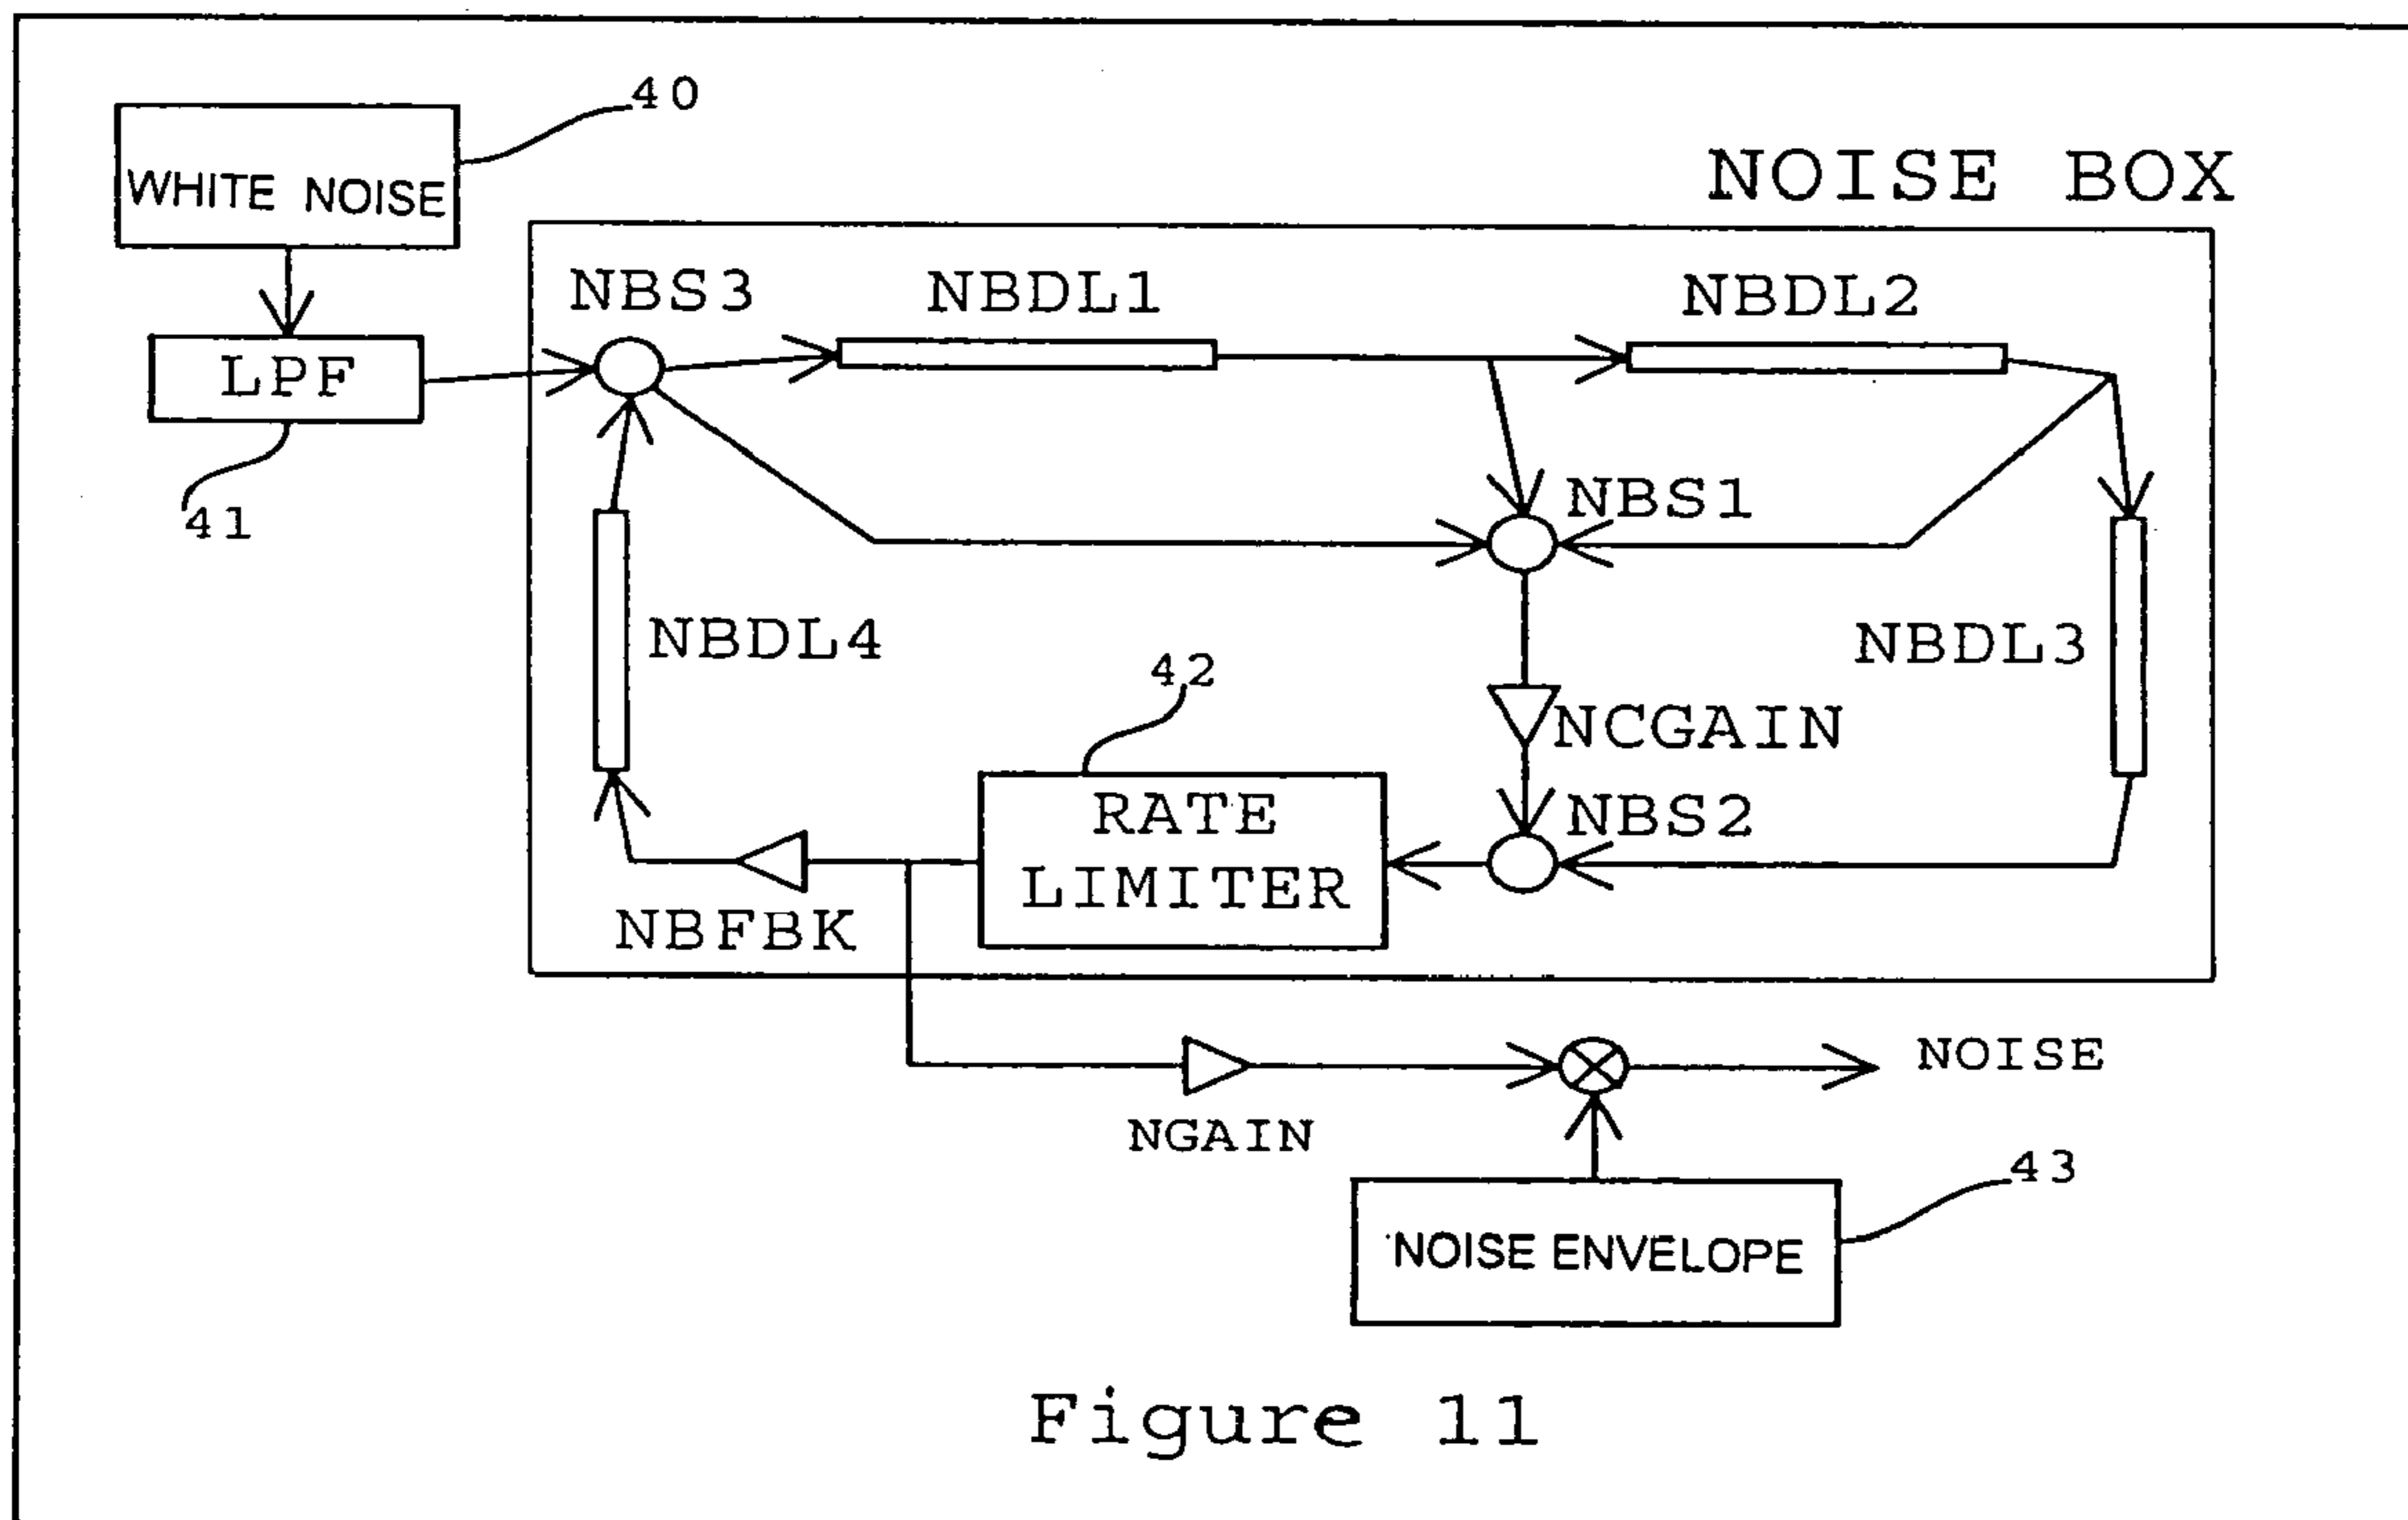 40
WHITE NOISE
NOISE BOX
NBS3
NBDL1
NBDL2
LPF
41
NBS1
NBDL4
NBDL3
42
NCGAIN
RATE
LIMITER
NBS2
NBFBK
NOISE
NGAIN
43
NOISE ENVELOPE
Figure 11